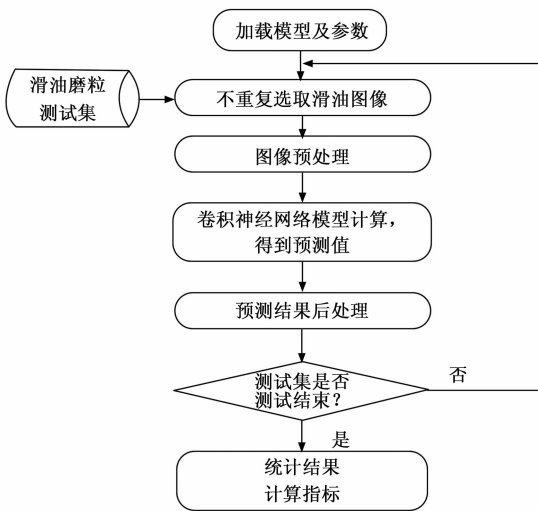 加载模型及参数
滑油磨粒
测试集
不重复选取滑油图像
图像预处理
卷积神经网络模型计算，
得到预测值
预测结果后处理
测试集是否
测试结束？
否
是
统计结果
计算指标